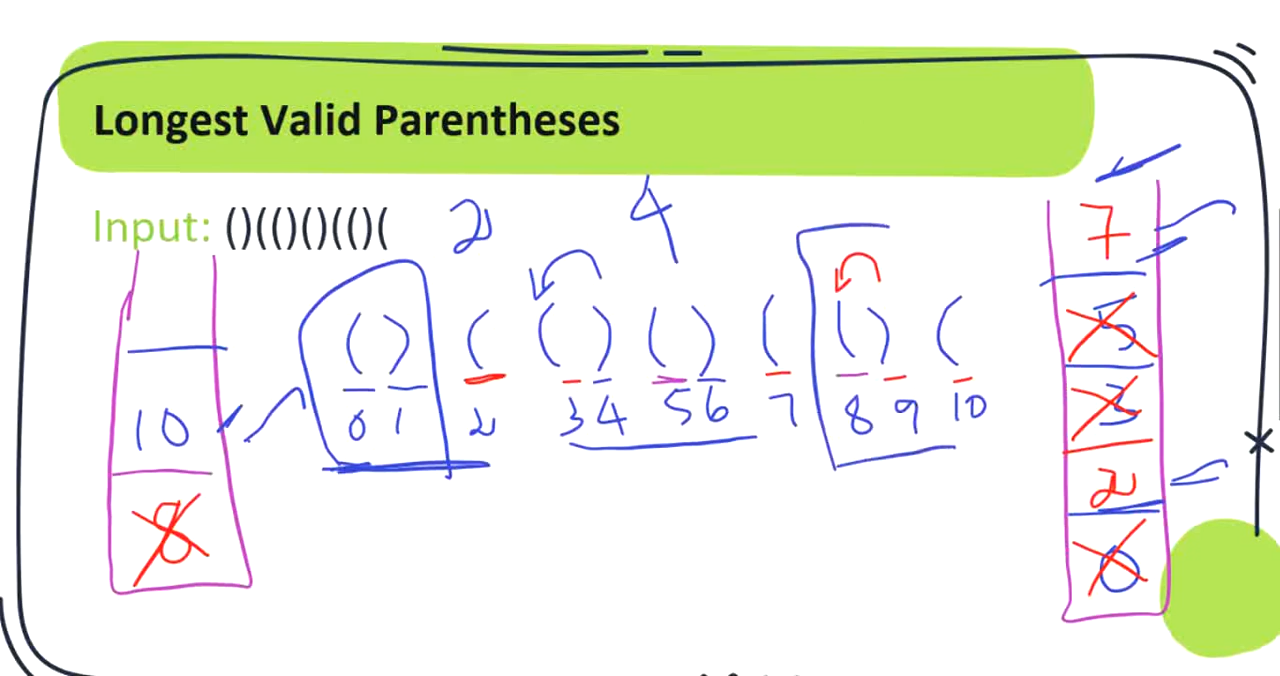 Longest Valid Parentheses
Input: ()(()()(()(
2 4
( ) ( ( ) ( ) ( ( ) (
0 1 2 3 4 5 6 7 8 9 10
10
8
7
5
3
2
0